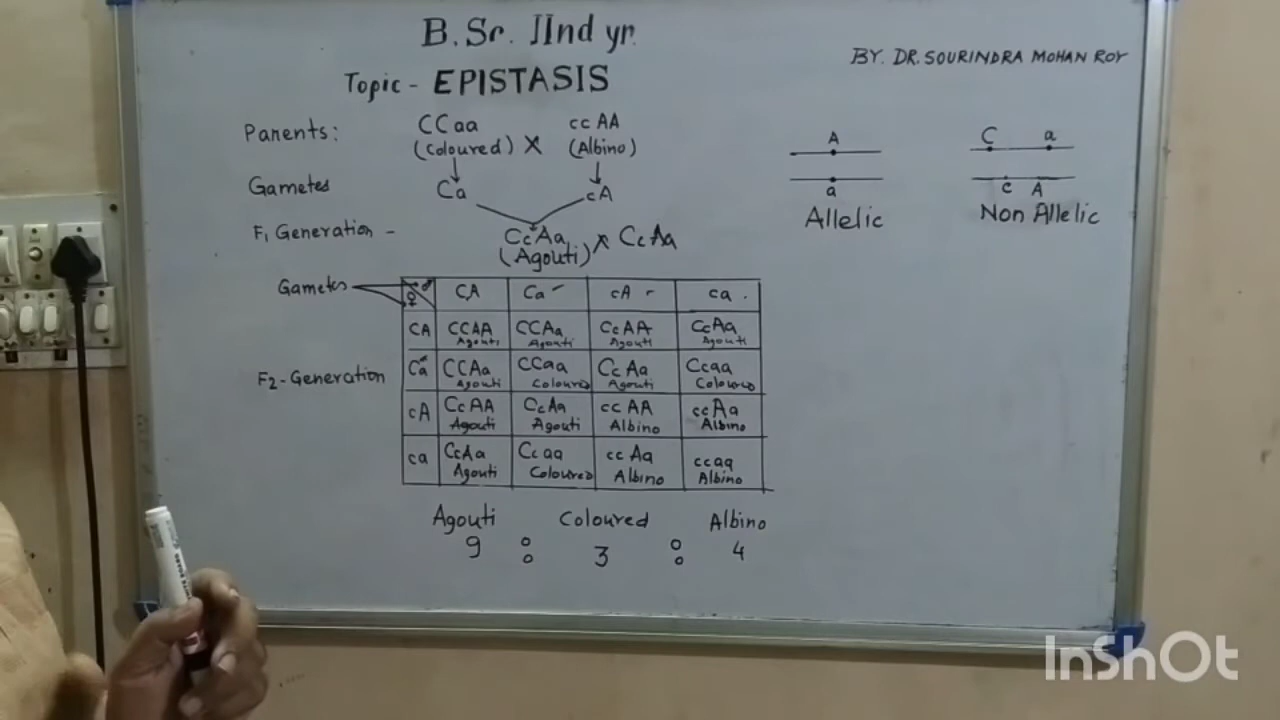 B.Sc. IInd yr.
BY. DR. SOURINDRA MOHAN ROY
Topic - EPISTASIS
Parents: CCaa × ccAA
(Coloured) (Albino)
Gametes Ca cA
F1 Generation - CcAa × CcAa
(Agouti)
A
a
Allelic
C a
c A
Non Allelic
Gametes ♂ ♀ CA Ca cA ca
F2-Generation
CA CCAA CCAa CcAA CcAa
Agouti Agouti Agouti Agouti
Ca CCAa CCaa CcAa Ccaa
Agouti Coloured Agouti Coloured
cA CcAA CcAa ccAA ccAa
Agouti Agouti Albino Albino
ca CcAa Ccaa ccAa ccaa
Agouti Coloured Albino Albino
Agouti Coloured Albino
9 : 3 : 4
InShOt